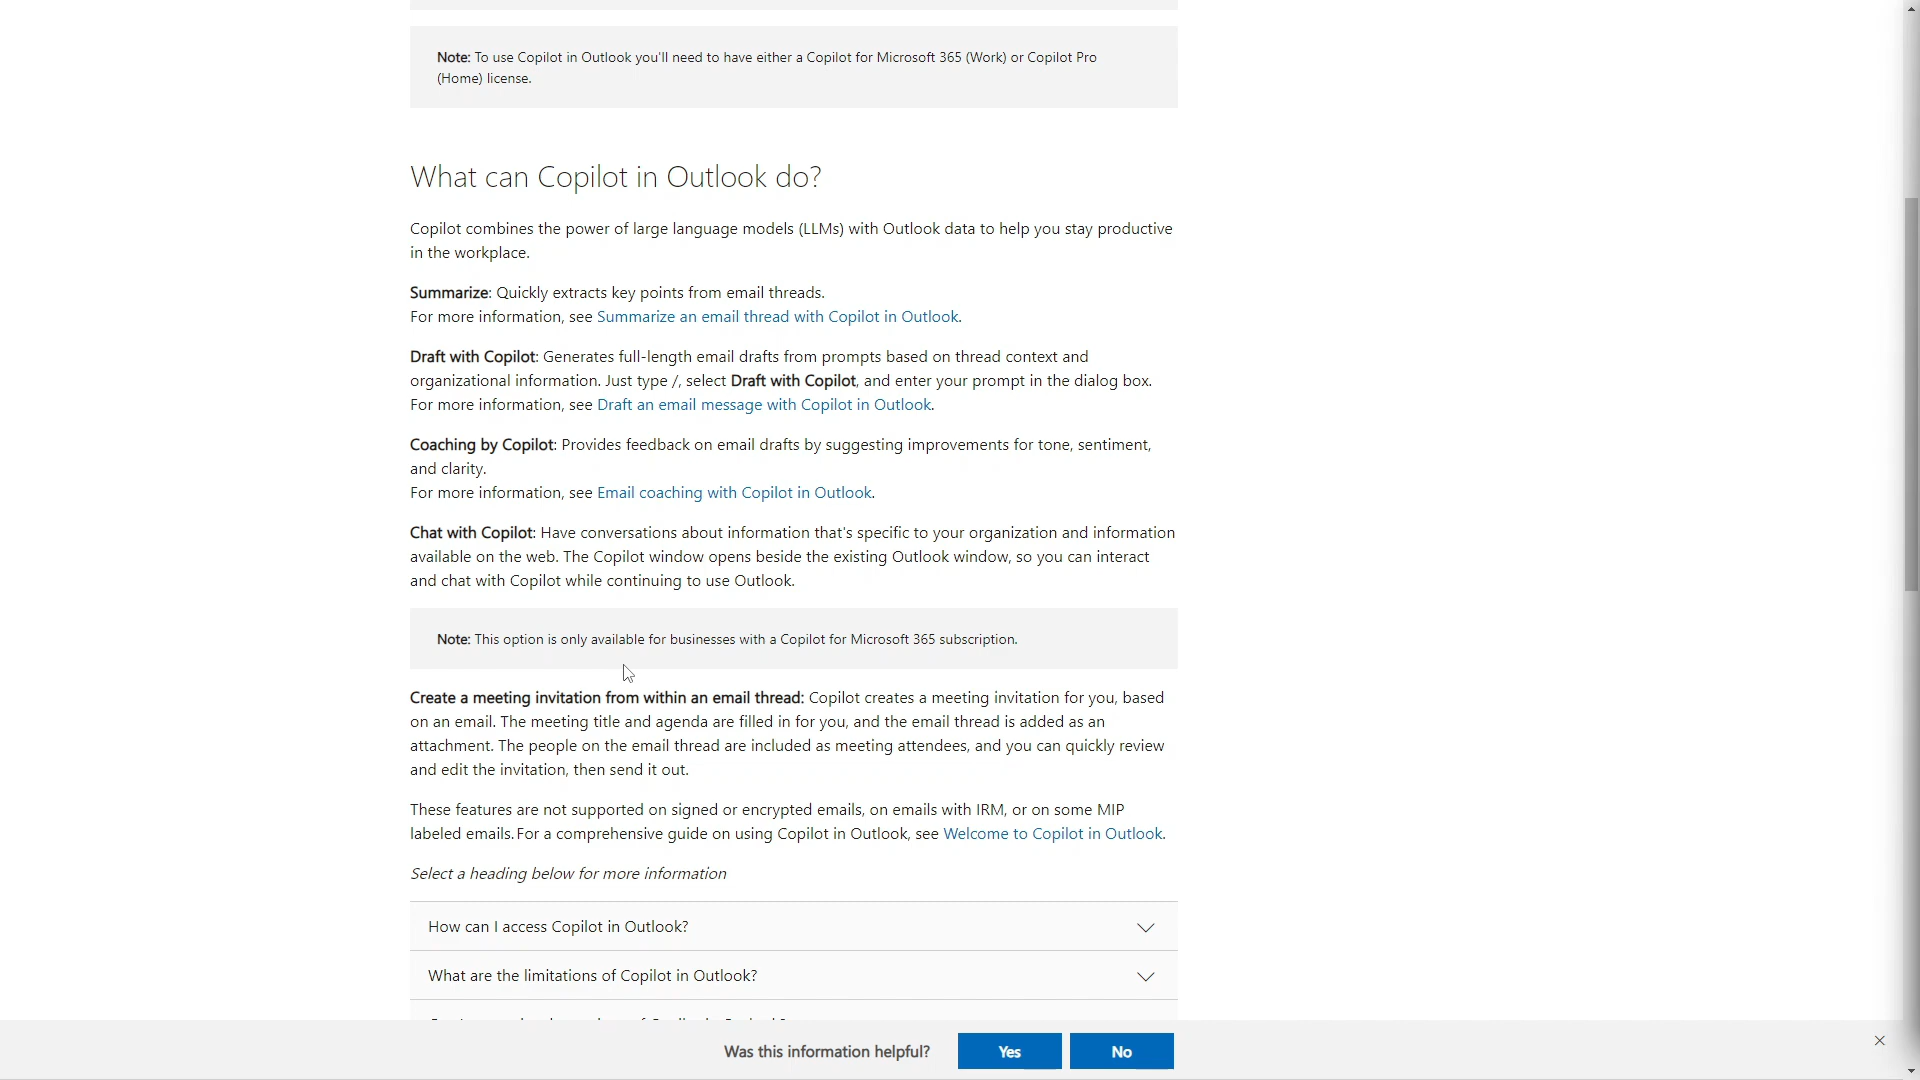 Note: To use Copilot in Outlook you'll need to have either a Copilot for Microsoft 365 (Work) or Copilot Pro
(Home) license.
What can Copilot in Outlook do?
Copilot combines the power of large language models (LLMs) with Outlook data to help you stay productive
in the workplace.
Summarize: Quickly extracts key points from email threads.
For more information, see Summarize an email thread with Copilot in Outlook.
Draft with Copilot: Generates full-length email drafts from prompts based on thread context and
organizational information. Just type /, select Draft with Copilot, and enter your prompt in the dialog box.
For more information, see Draft an email message with Copilot in Outlook.
Coaching by Copilot: Provides feedback on email drafts by suggesting improvements for tone, sentiment,
and clarity.
For more information, see Email coaching with Copilot in Outlook.
Chat with Copilot: Have conversations about information that's specific to your organization and information
available on the web. The Copilot window opens beside the existing Outlook window, so you can interact
and chat with Copilot while continuing to use Outlook.
Note: This option is only available for businesses with a Copilot for Microsoft 365 subscription.
Create a meeting invitation from within an email thread: Copilot creates a meeting invitation for you, based
on an email. The meeting title and agenda are filled in for you, and the email thread is added as an
attachment. The people on the email thread are included as meeting attendees, and you can quickly review
and edit the invitation, then send it out.
These features are not supported on signed or encrypted emails, on emails with IRM, or on some MIP
labeled emails. For a comprehensive guide on using Copilot in Outlook, see Welcome to Copilot in Outlook.
Select a heading below for more information
How can I access Copilot in Outlook?
What are the limitations of Copilot in Outlook?
Was this information helpful? Yes No